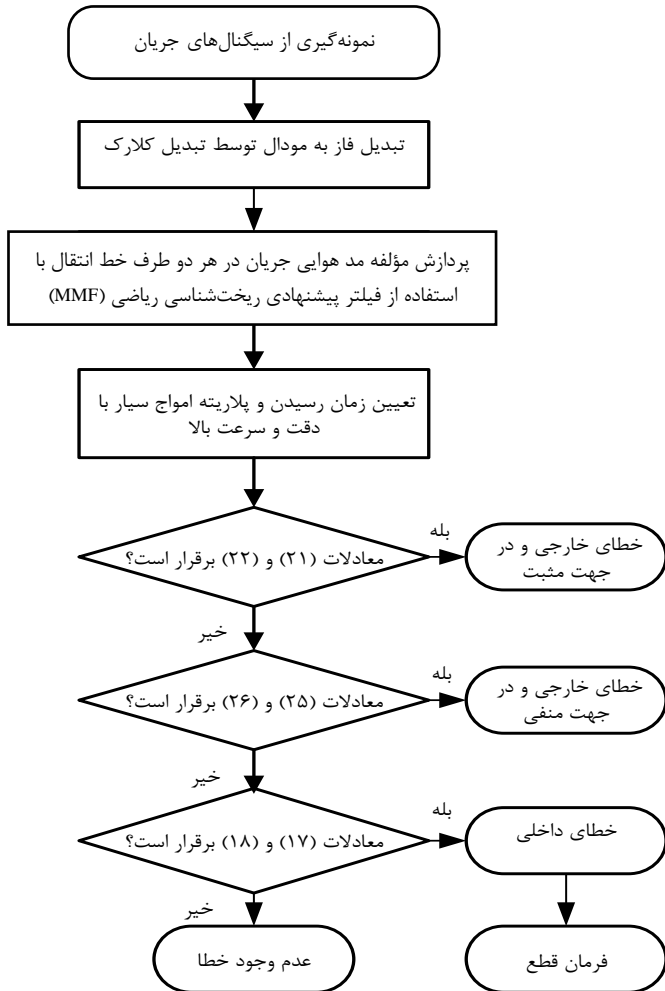 نمونه‌گیری از سیگنال‌های جریان
تبدیل فاز به مودال توسط تبدیل کلارک
پردازش مؤلفه مد هوایی جریان در هر دو طرف خط انتقال با
استفاده از فیلتر پیشنهادی ریخت‌شناسی ریاضی (MMF)
تعیین زمان رسیدن و پلاریته امواج سیار با
دقت و سرعت بالا
معادلات (۲۱) و (۲۲) برقرار است؟
بله
خطای خارجی و در
جهت مثبت
خیر
معادلات (۲۵) و (۲۶) برقرار است؟
بله
خطای خارجی و در
جهت منفی
خیر
معادلات (۱۷) و (۱۸) برقرار است؟
بله
خطای داخلی
خیر
عدم وجود خطا
فرمان قطع